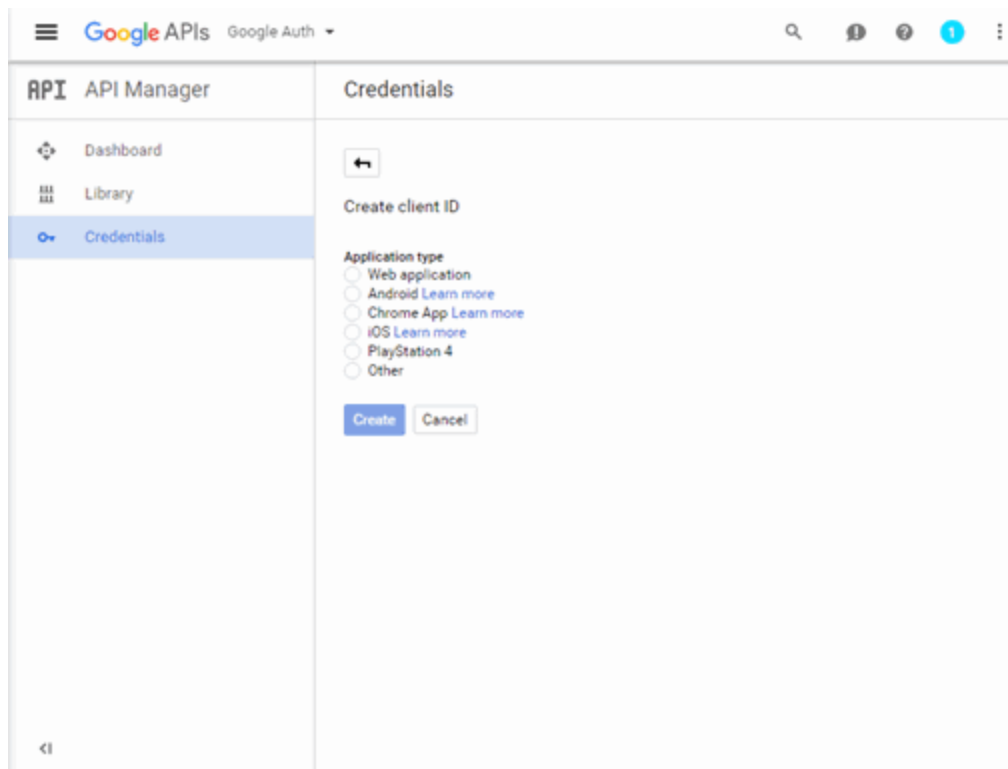 Google APIs Google Auth
1
API API Manager
Credentials
Dashboard
Library
Credentials
Create client ID
Application type
Web application
Android Learn more
Chrome App Learn more
iOS Learn more
PlayStation 4
Other
Create Cancel